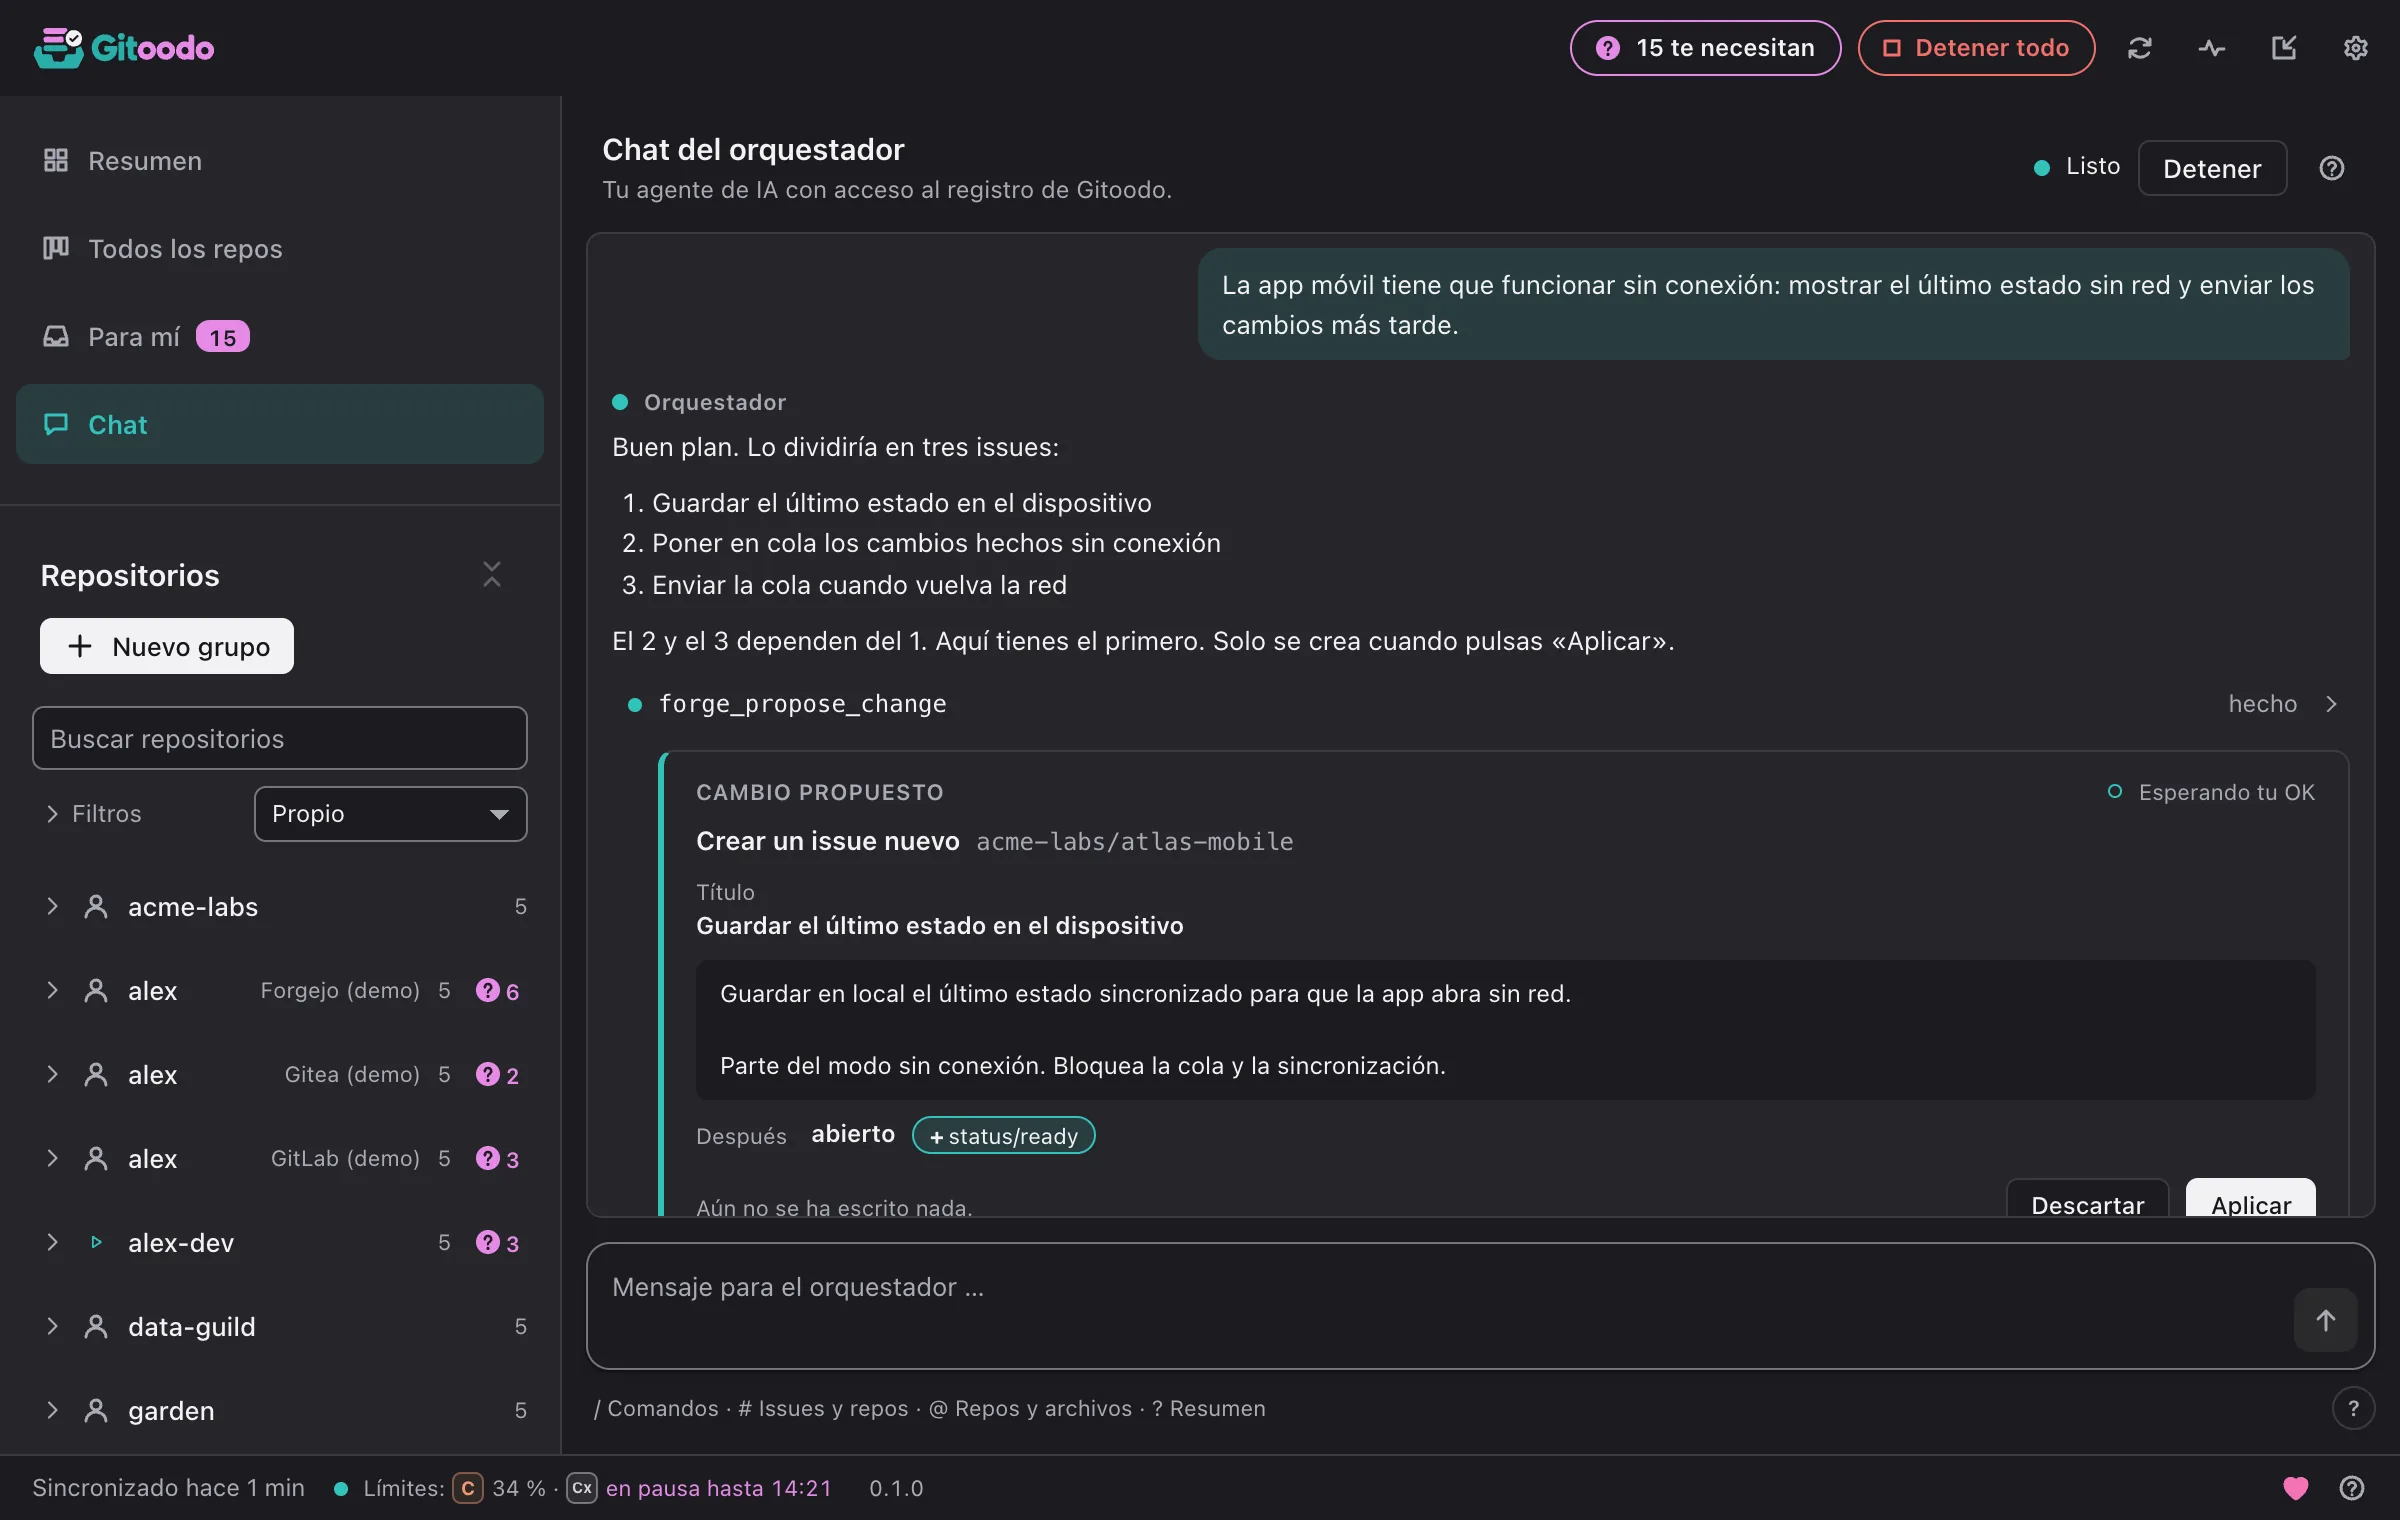 Gitoodo
? 15 te necesitan
Detener todo
Resumen
Todos los repos
Para mí 15
Chat
Repositorios
+ Nuevo grupo
Buscar repositorios
Filtros
Propio
acme-labs 5
alex Forgejo (demo) 5 ? 6
alex Gitea (demo) 5 ? 2
alex GitLab (demo) 5 ? 3
alex-dev 5 ? 3
data-guild 5
garden 5
Chat del orquestador
Tu agente de IA con acceso al registro de Gitoodo.
Listo
Detener
?
La app móvil tiene que funcionar sin conexión: mostrar el último estado sin red y enviar los
cambios más tarde.
Orquestador
Buen plan. Lo dividiría en tres issues:
1. Guardar el último estado en el dispositivo
2. Poner en cola los cambios hechos sin conexión
3. Enviar la cola cuando vuelva la red
El 2 y el 3 dependen del 1. Aquí tienes el primero. Solo se crea cuando pulsas «Aplicar».
forge_propose_change
hecho
CAMBIO PROPUESTO
Esperando tu OK
Crear un issue nuevo acme-labs/atlas-mobile
Título
Guardar el último estado en el dispositivo
Guardar en local el último estado sincronizado para que la app abra sin red.
Parte del modo sin conexión. Bloquea la cola y la sincronización.
Después abierto + status/ready
Aún no se ha escrito nada.
Descartar
Aplicar
Mensaje para el orquestador …
/ Comandos · # Issues y repos · @ Repos y archivos · ? Resumen
?
Sincronizado hace 1 min
Límites: C 34 % · Cx en pausa hasta 14:21
0.1.0
?